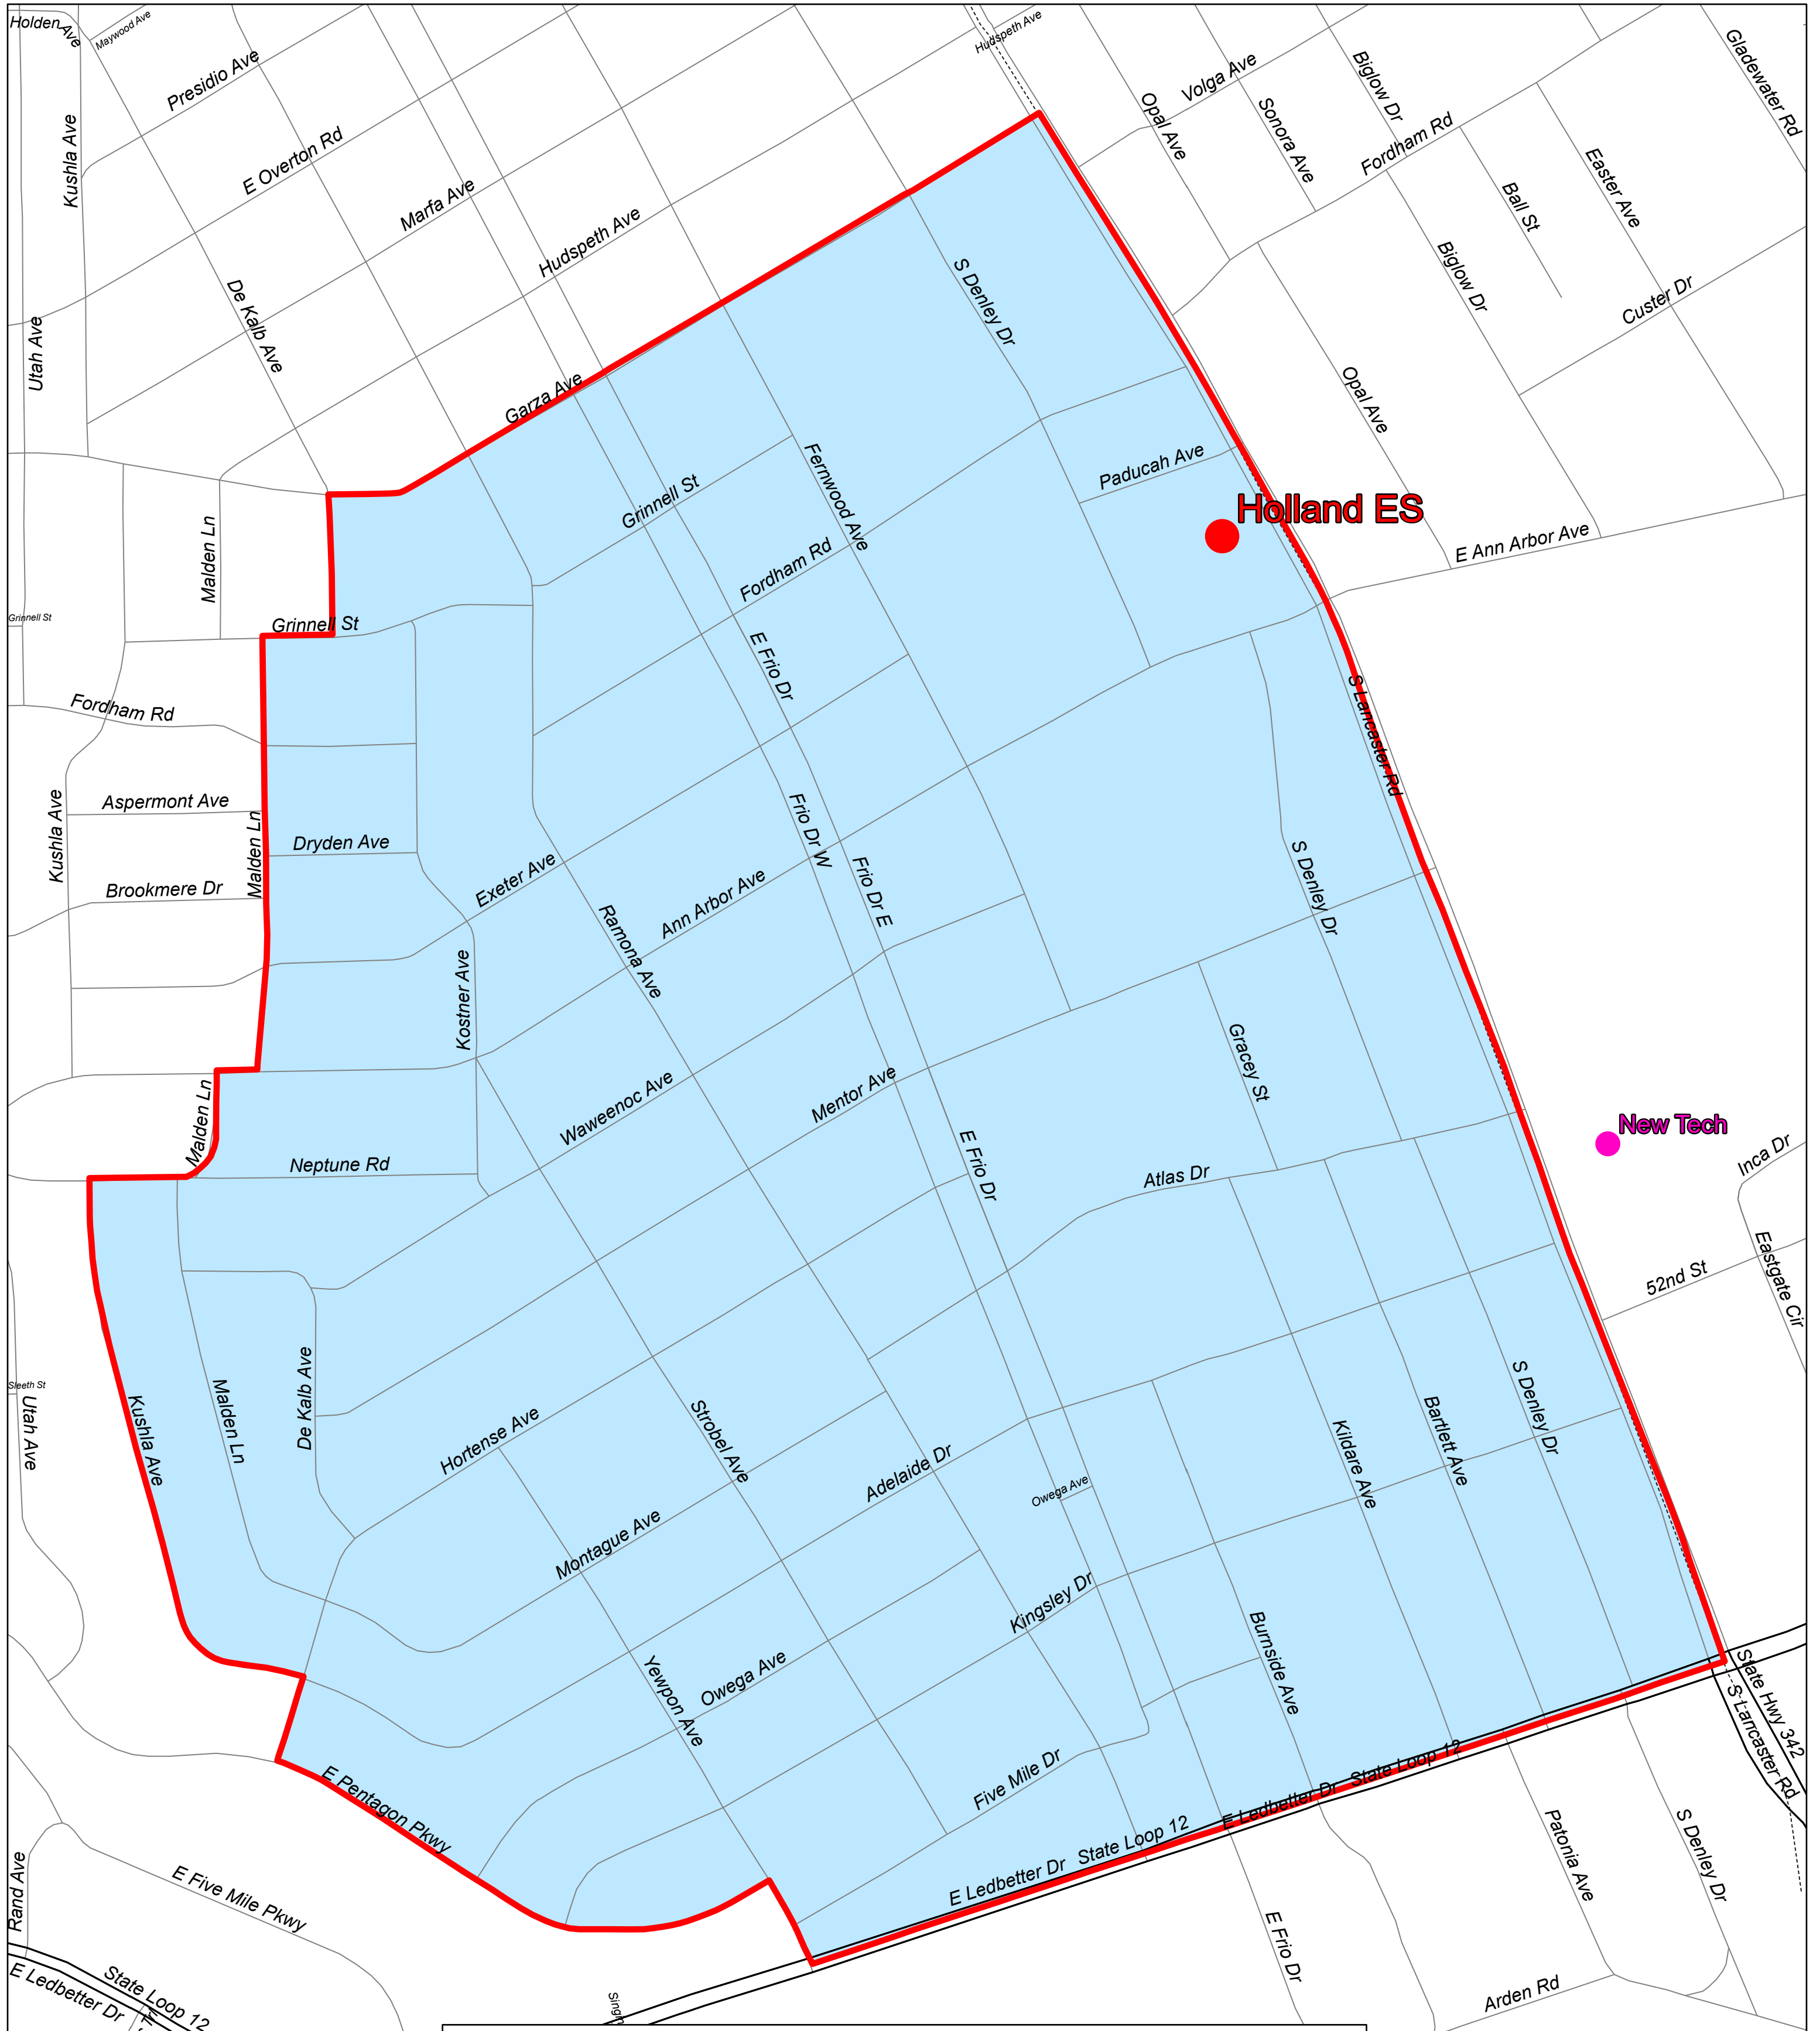 Holden Ave
Maywood Ave
Hudspeth Ave
Gladewater Rd
Presidio Ave
Volga Ave
Biglow Dr
Kushla Ave
Opal Ave
Sonora Ave
Fordham Rd
E Overton Rd
Easter Ave
Ball St
Marfa Ave
Hudspeth Ave
Biglow Dr
S Denley Dr
Custer Dr
De Kalb Ave
Utah Ave
Garza Ave
Opal Ave
Paducah Ave
Fernwood Ave
Grinnell St
Holland ES
Malden Ln
E Ann Arbor Ave
Fordham Rd
Grinnell St
Grinnell St
E Frio Dr
Fordham Rd
S Lancaster Rd
Aspermont Ave
Kushla Ave
Malden Ln
Dryden Ave
Frio Dr W
Brookmere Dr
Exeter Ave
Ann Arbor Ave
Frio Dr E
S Denley Dr
Ramona Ave
Kostner Ave
Gracey St
Mentor Ave
Waweenoc Ave
Malden Ln
New Tech
Neptune Rd
E Frio Dr
Atlas Dr
Inca Dr
52nd St
Eastgate Cir
Sleeth St
Utah Ave
Kushla Ave
Malden Ln
De Kalb Ave
Hortense Ave
Strobel Ave
S Denley Dr
Bartlett Ave
Kildare Ave
Adelaide Dr
Owega Ave
Montague Ave
Kingsley Dr
Burnside Ave
Owega Ave
Yewpon Ave
State Hwy 342
S Lancaster Rd
Five Mile Dr
E Pentagon Pkwy
E Ledbetter Dr State Loop 12
E Ledbetter Dr State Loop 12
Patonia Ave
S Denley Dr
Rand Ave
E Five Mile Pkwy
E Frio Dr
State Loop 12
E Ledbetter Dr
Arden Rd